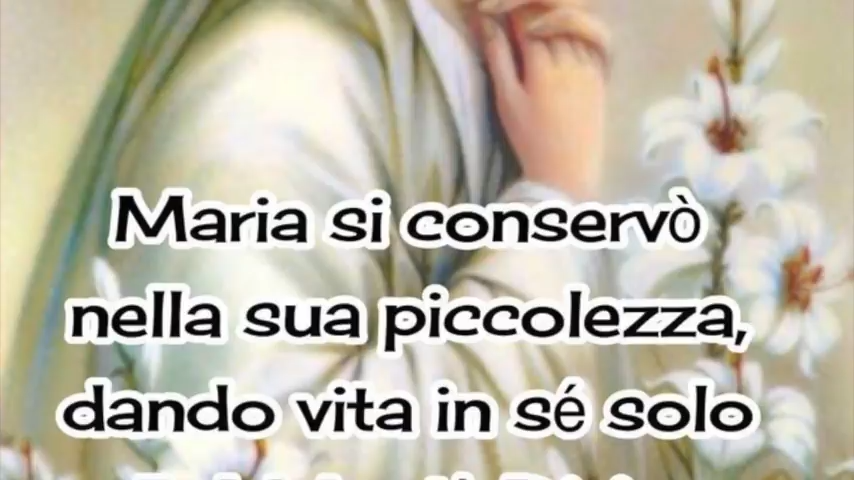 Maria si conservò
nella sua piccolezza,
dando vita in sé solo